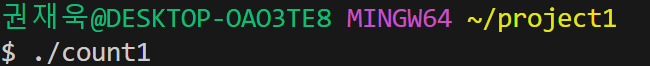 권재욱@DESKTOP-OAO3TE8 MINGW64 ~/project1
$ ./count1